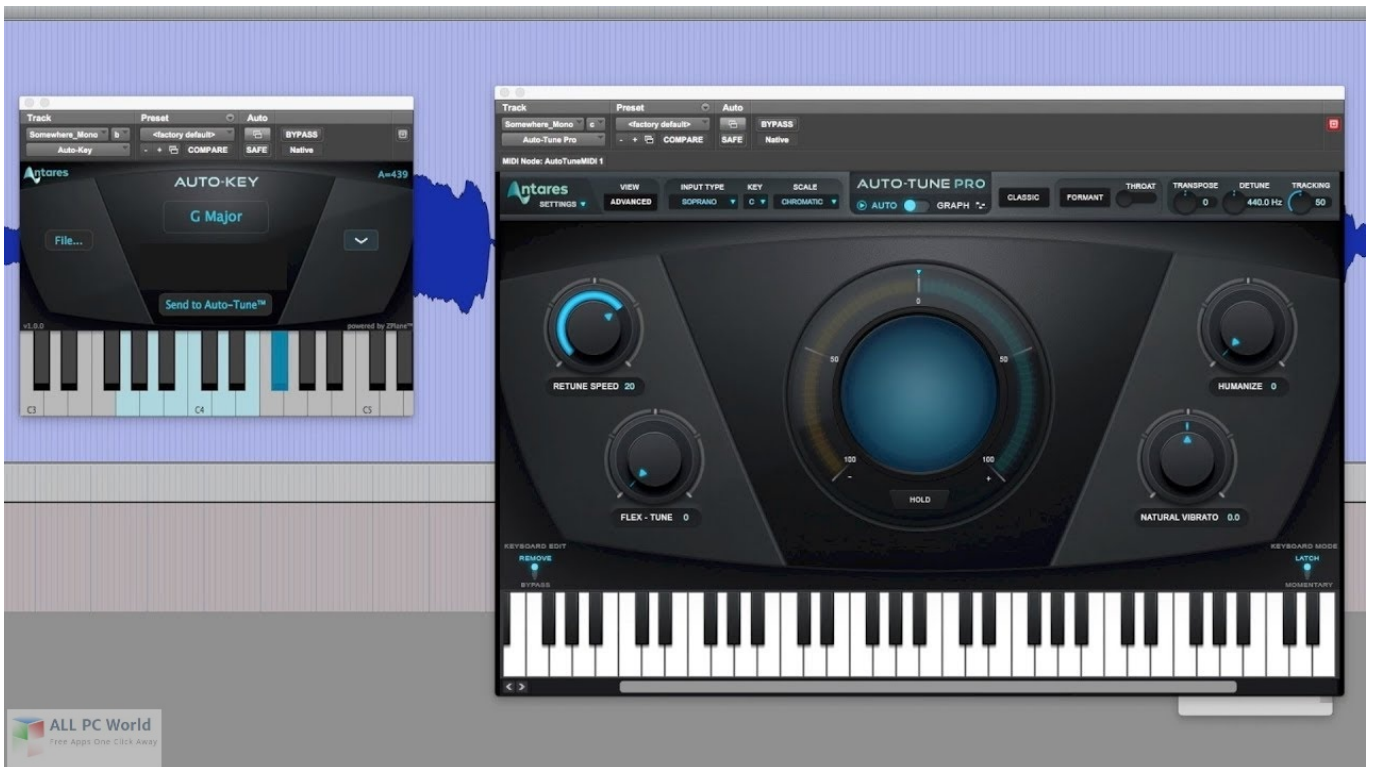 Track Preset Auto
Somewhere_Mono b <factory default> BYPASS
Auto-Key - + COMPARE SAFE Native
Antares
A=439
AUTO-KEY
G Major
File...
Send to Auto-Tune™
v1.0.0
powered by ZPlane™
C3 C4 C5
Track Preset Auto
Somewhere_Mono c <factory default> BYPASS
Auto-Tune Pro - + COMPARE SAFE Native
MIDI Node: AutoTuneMIDI 1
Antares
SETTINGS
VIEW
ADVANCED
INPUT TYPE KEY SCALE
SOPRANO C CHROMATIC
AUTO-TUNE PRO
AUTO GRAPH
CLASSIC
FORMANT
THROAT
TRANSPOSE DETUNE TRACKING
0 440.0 Hz 50
0
50 50
100 100
- +
HOLD
RETUNE SPEED 20
FLEX - TUNE 0
HUMANIZE 0
NATURAL VIBRATO 0.0
KEYBOARD EDIT
REMOVE
BYPASS
KEYBOARD MODE
LATCH
MOMENTARY
ALL PC World
Free Apps One Click Away